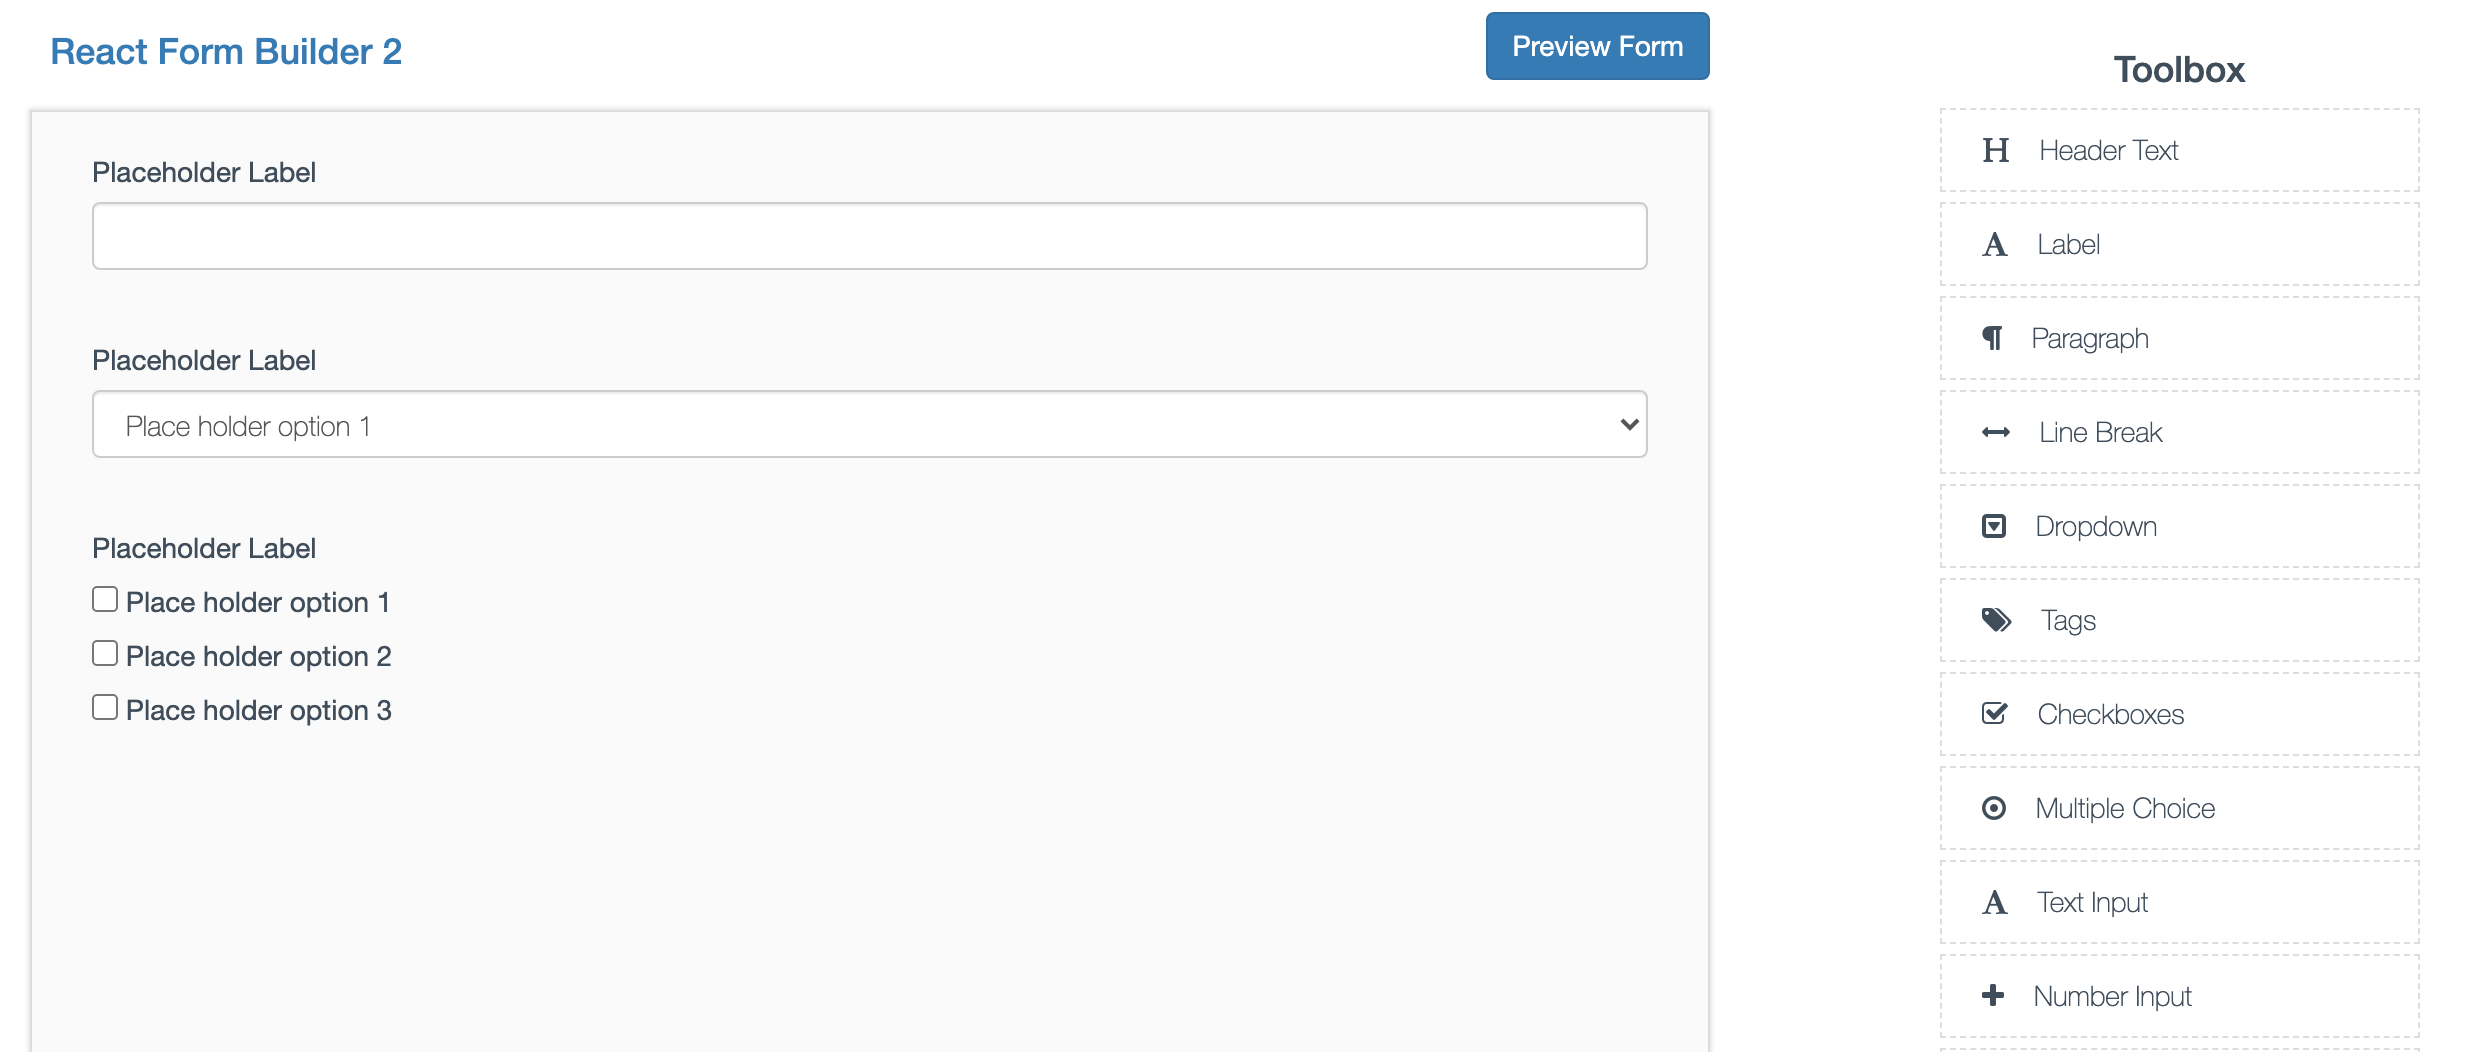 React Form Builder 2
Preview Form
Placeholder Label
Placeholder Label
Place holder option 1
Placeholder Label
Place holder option 1
Place holder option 2
Place holder option 3
Toolbox
Header Text
Label
Paragraph
Line Break
Dropdown
Tags
Checkboxes
Multiple Choice
Text Input
Number Input